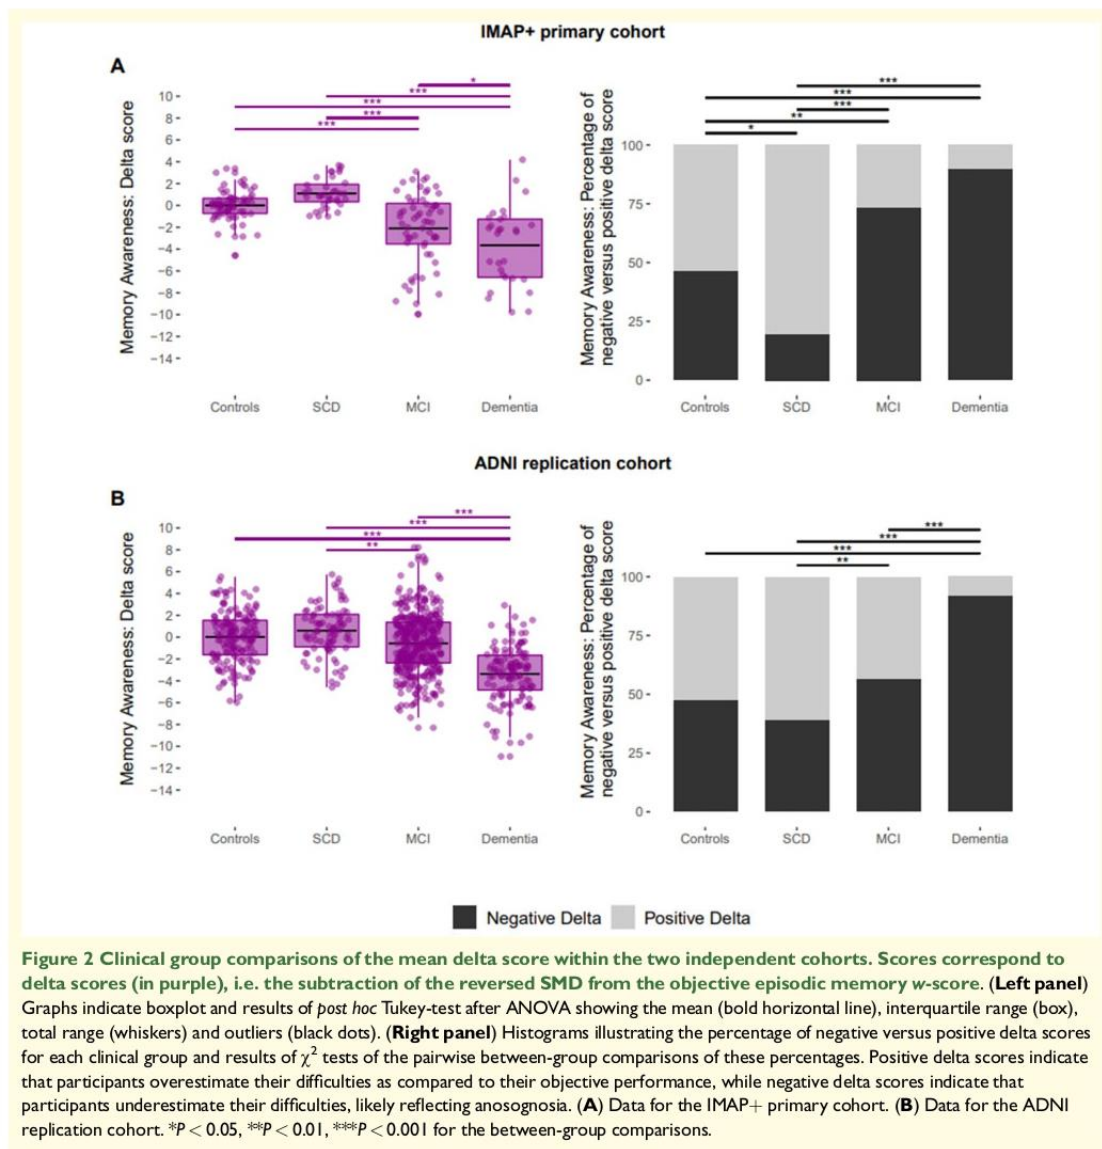 IMAP+ primary cohort
A
Memory Awareness: Delta score
10
8
6
4
2
0
−2
−4
−6
−8
−10
−12
−14
*
***
***
***
***
Controls
SCD
MCI
Dementia
Memory Awareness: Percentage of
negative versus positive delta score
100
75
50
25
0
***
***
***
**
*
Controls
SCD
MCI
Dementia
ADNI replication cohort
B
Memory Awareness: Delta score
10
8
6
4
2
0
−2
−4
−6
−8
−10
−12
−14
***
***
***
**
Controls
SCD
MCI
Dementia
Memory Awareness: Percentage of
negative versus positive delta score
100
75
50
25
0
***
***
***
**
Controls
SCD
MCI
Dementia
Negative Delta
Positive Delta
Figure 2 Clinical group comparisons of the mean delta score within the two independent cohorts. Scores correspond to
delta scores (in purple), i.e. the subtraction of the reversed SMD from the objective episodic memory w-score. (Left panel)
Graphs indicate boxplot and results of post hoc Tukey-test after ANOVA showing the mean (bold horizontal line), interquartile range (box),
total range (whiskers) and outliers (black dots). (Right panel) Histograms illustrating the percentage of negative versus positive delta scores
for each clinical group and results of χ² tests of the pairwise between-group comparisons of these percentages. Positive delta scores indicate
that participants overestimate their difficulties as compared to their objective performance, while negative delta scores indicate that
participants underestimate their difficulties, likely reflecting anosognosia. (A) Data for the IMAP+ primary cohort. (B) Data for the ADNI
replication cohort. *P < 0.05, **P < 0.01, ***P < 0.001 for the between-group comparisons.